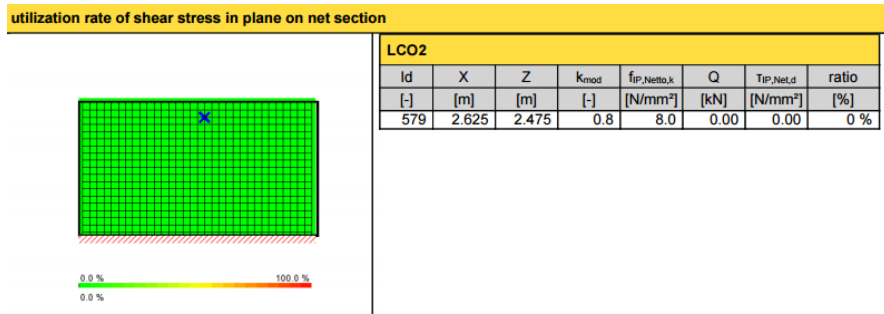 utilization rate of shear stress in plane on net section
LCO2
Id X Z kmod fIP,Netto,k Q τIP,Net,d ratio
[-] [m] [m] [-] [N/mm²] [kN] [N/mm²] [%]
579 2.625 2.475 0.8 8.0 0.00 0.00 0 %
0.0 % 100.0 %
0.0 %